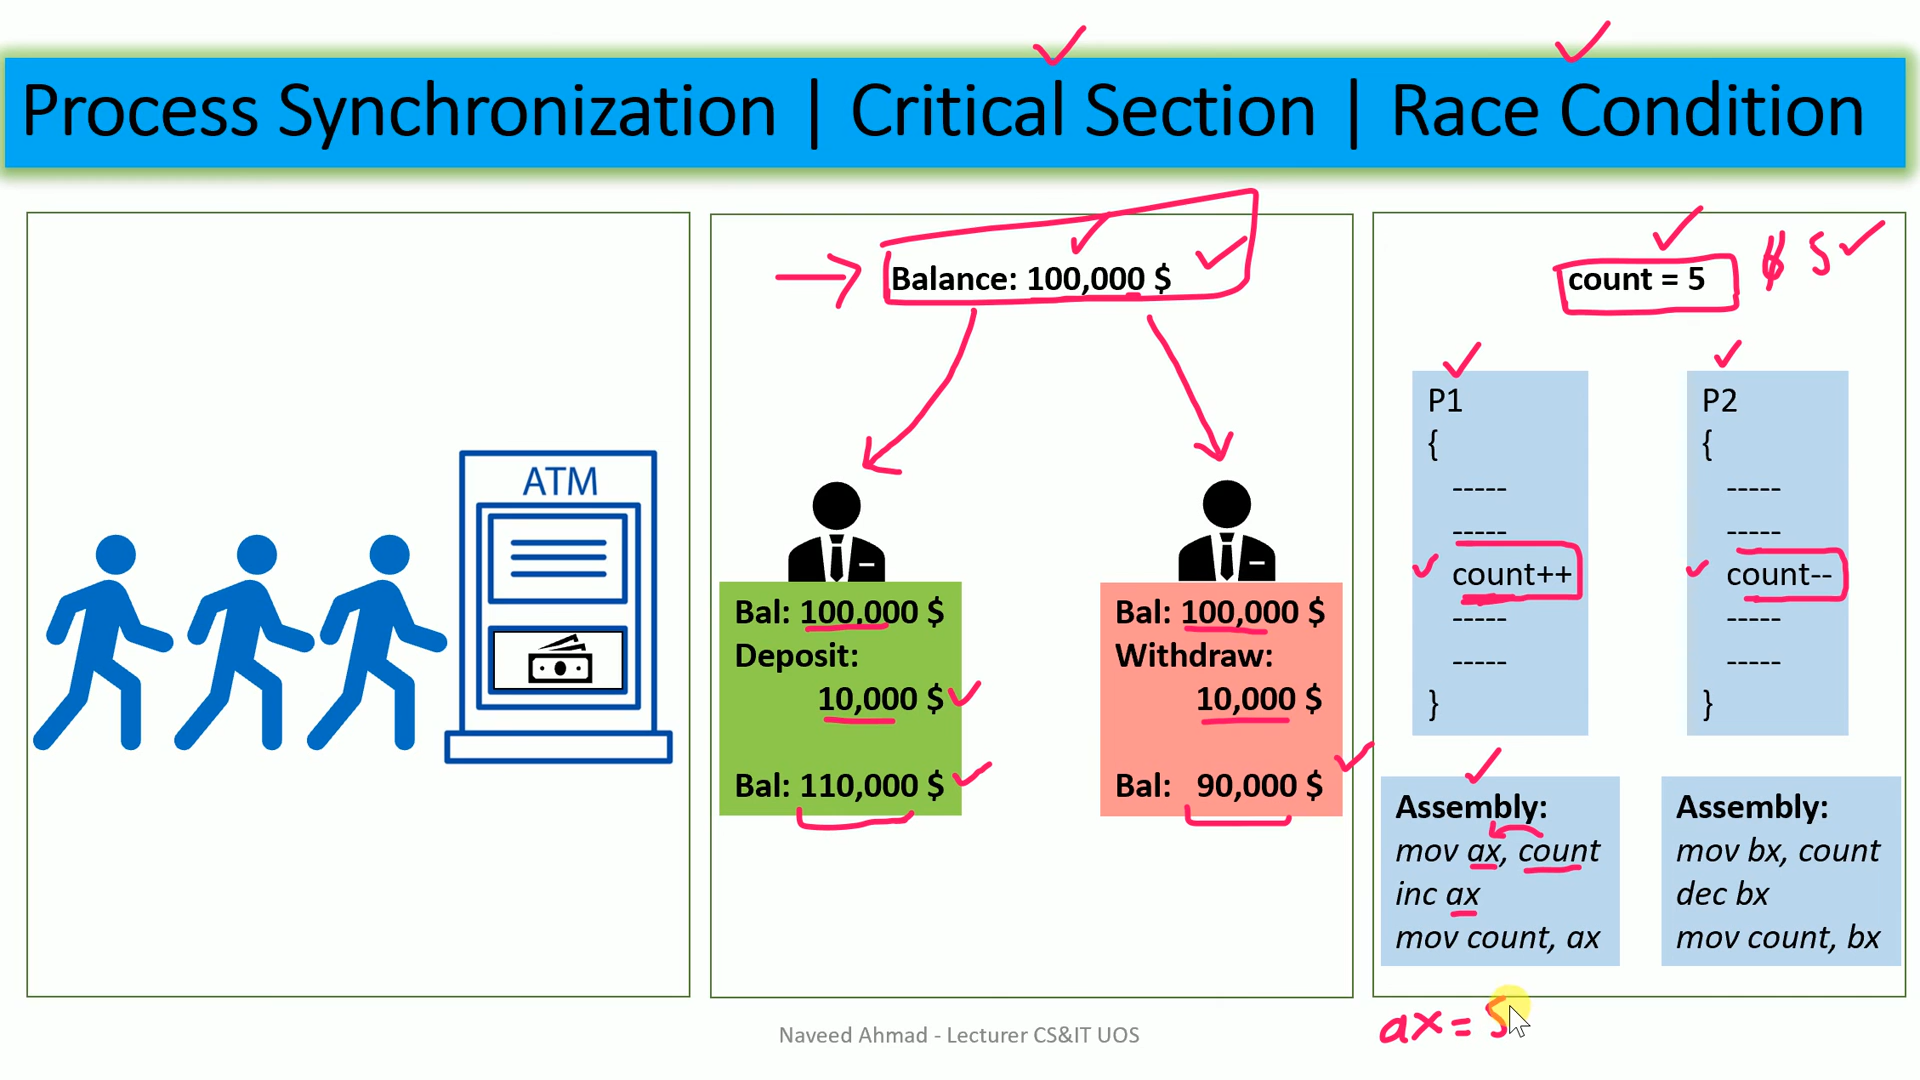 Process Synchronization | Critical Section | Race Condition
ATM
Balance: 100,000 $
Bal: 100,000 $
Deposit:
10,000 $
Bal: 110,000 $
Bal: 100,000 $
Withdraw:
10,000 $
Bal: 90,000 $
count = 5
5
P1
{
-----
-----
count++
-----
-----
}
P2
{
-----
-----
count--
-----
-----
}
Assembly:
mov ax, count
inc ax
mov count, ax
Assembly:
mov bx, count
dec bx
mov count, bx
ax = 5
Naveed Ahmad - Lecturer CS&IT UOS